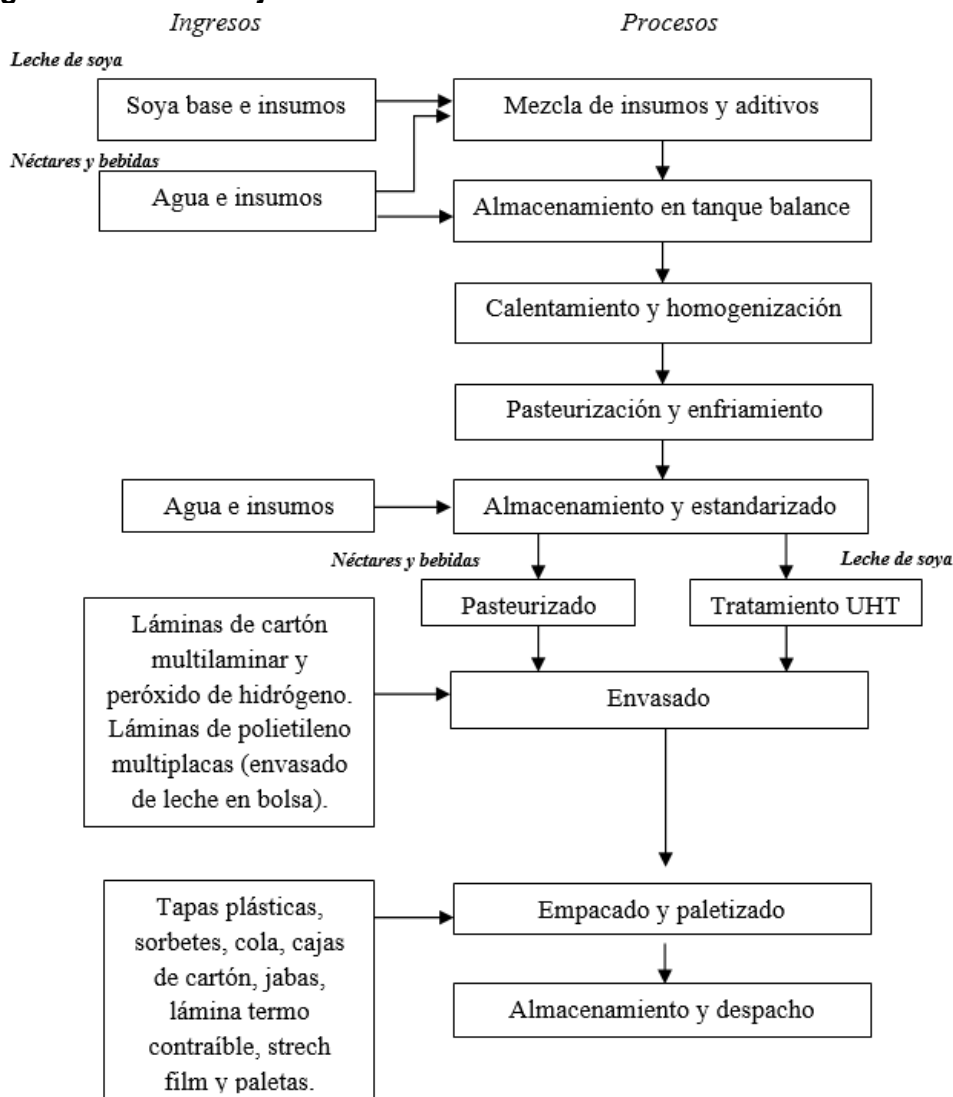 Ingresos
Procesos
Leche de soya
Soya base e insumos
Mezcla de insumos y aditivos
Néctares y bebidas
Agua e insumos
Almacenamiento en tanque balance
Calentamiento y homogenización
Pasteurización y enfriamiento
Agua e insumos
Almacenamiento y estandarizado
Néctares y bebidas
Leche de soya
Pasteurizado
Tratamiento UHT
Láminas de cartón
multilaminar y
peróxido de hidrógeno.
Láminas de polietileno
multiplacas (envasado
de leche en bolsa).
Envasado
Tapas plásticas,
sorbetes, cola, cajas
de cartón, jabas,
lámina termo
contraíble, strech
film y paletas.
Empacado y paletizado
Almacenamiento y despacho